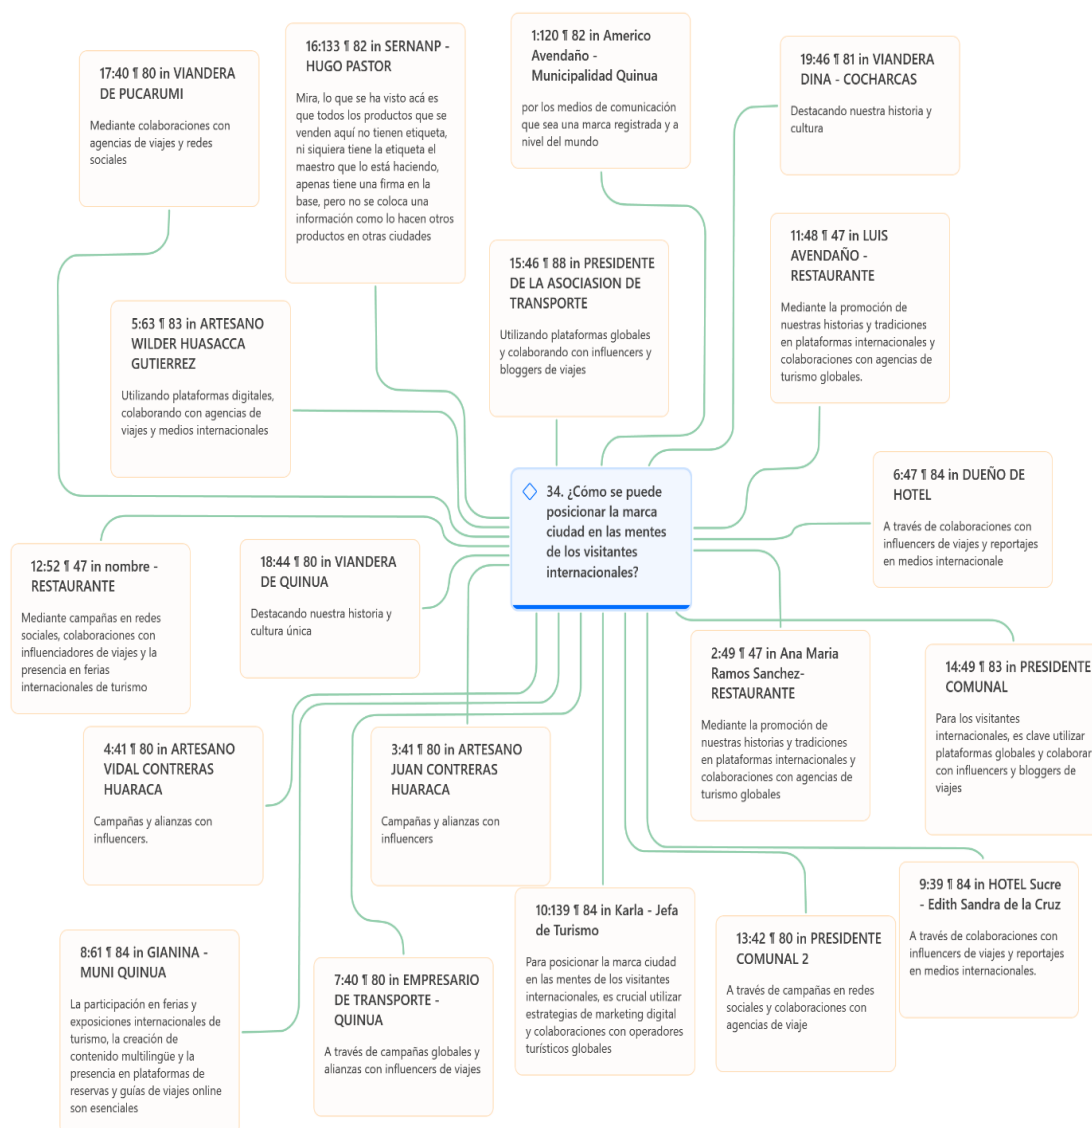 17:40 ¶ 80 in VIANDERA
DE PUCARUMI
Mediante colaboraciones con
agencias de viajes y redes
sociales
16:133 ¶ 82 in SERNANP -
HUGO PASTOR
Mira, lo que se ha visto acá es
que todos los productos que se
venden aquí no tienen etiqueta,
ni siquiera tiene la etiqueta el
maestro que lo está haciendo,
apenas tiene una firma en la
base, pero no se coloca una
información como lo hacen otros
productos en otras ciudades
1:120 ¶ 82 in Americo
Avendaño -
Municipalidad Quinua
por los medios de comunicación
que sea una marca registrada y a
nivel del mundo
19:46 ¶ 81 in VIANDERA
DINA - COCHARCAS
Destacando nuestra historia y
cultura
11:48 ¶ 47 in LUIS
AVENDAÑO -
RESTAURANTE
Mediante la promoción de
nuestras historias y tradiciones
en plataformas internacionales y
colaboraciones con agencias de
turismo globales.
15:46 ¶ 88 in PRESIDENTE
DE LA ASOCIASION DE
TRANSPORTE
Utilizando plataformas globales
y colaborando con influencers y
bloggers de viajes
5:63 ¶ 83 in ARTESANO
WILDER HUASACCA
GUTIERREZ
Utilizando plataformas digitales,
colaborando con agencias de
viajes y medios internacionales
34. ¿Cómo se puede
posicionar la marca
ciudad en las mentes
de los visitantes
internacionales?
6:47 ¶ 84 in DUEÑO DE
HOTEL
A través de colaboraciones con
influencers de viajes y reportajes
en medios internacionale
12:52 ¶ 47 in nombre -
RESTAURANTE
Mediante campañas en redes
sociales, colaboraciones con
influenciadores de viajes y la
presencia en ferias
internacionales de turismo
18:44 ¶ 80 in VIANDERA
DE QUINUA
Destacando nuestra historia y
cultura única
2:49 ¶ 47 in Ana Maria
Ramos Sanchez-
RESTAURANTE
Mediante la promoción de
nuestras historias y tradiciones
en plataformas internacionales y
colaboraciones con agencias de
turismo globales
14:49 ¶ 83 in PRESIDENTE
COMUNAL
Para los visitantes
internacionales, es clave utilizar
plataformas globales y colaborar
con influencers y bloggers de
viajes
4:41 ¶ 80 in ARTESANO
VIDAL CONTRERAS
HUARACA
Campañas y alianzas con
influencers.
3:41 ¶ 80 in ARTESANO
JUAN CONTRERAS
HUARACA
Campañas y alianzas con
influencers
9:39 ¶ 84 in HOTEL Sucre
- Edith Sandra de la Cruz
A través de colaboraciones con
influencers de viajes y reportajes
en medios internacionales.
10:139 ¶ 84 in Karla - Jefa
de Turismo
Para posicionar la marca ciudad
en las mentes de los visitantes
internacionales, es crucial utilizar
estrategias de marketing digital
y colaboraciones con operadores
turísticos globales
13:42 ¶ 80 in PRESIDENTE
COMUNAL 2
A través de campañas en redes
sociales y colaboraciones con
agencias de viaje
8:61 ¶ 84 in GIANINA -
MUNI QUINUA
La participación en ferias y
exposiciones internacionales de
turismo, la creación de
contenido multilingüe y la
presencia en plataformas de
reservas y guías de viajes online
son esenciales
7:40 ¶ 80 in EMPRESARIO
DE TRANSPORTE -
QUINUA
A través de campañas globales y
alianzas con influencers de viajes